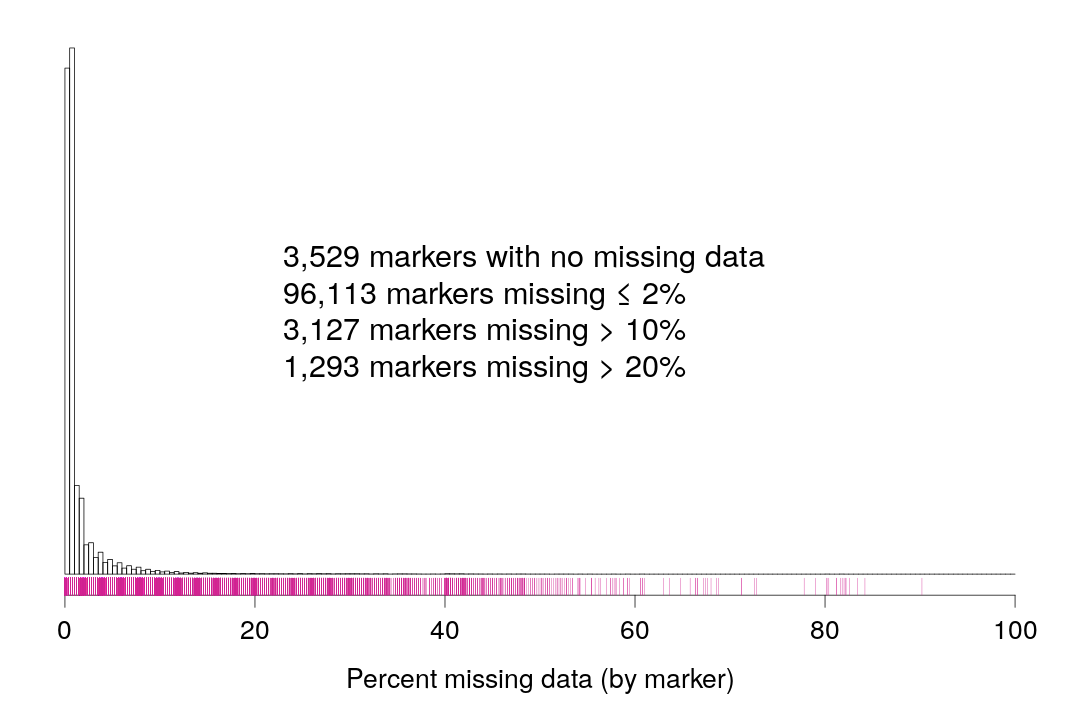 3,529 markers with no missing data
96,113 markers missing ≤ 2%
3,127 markers missing > 10%
1,293 markers missing > 20%
0 20 40 60 80 100
Percent missing data (by marker)